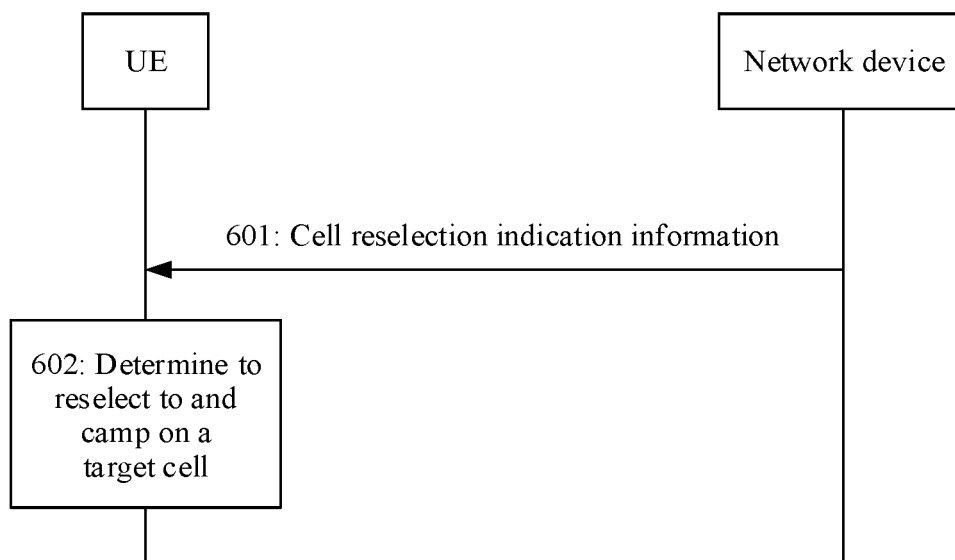 UE
Network device
601: Cell reselection indication information
602: Determine to
reselect to and
camp on a
target cell